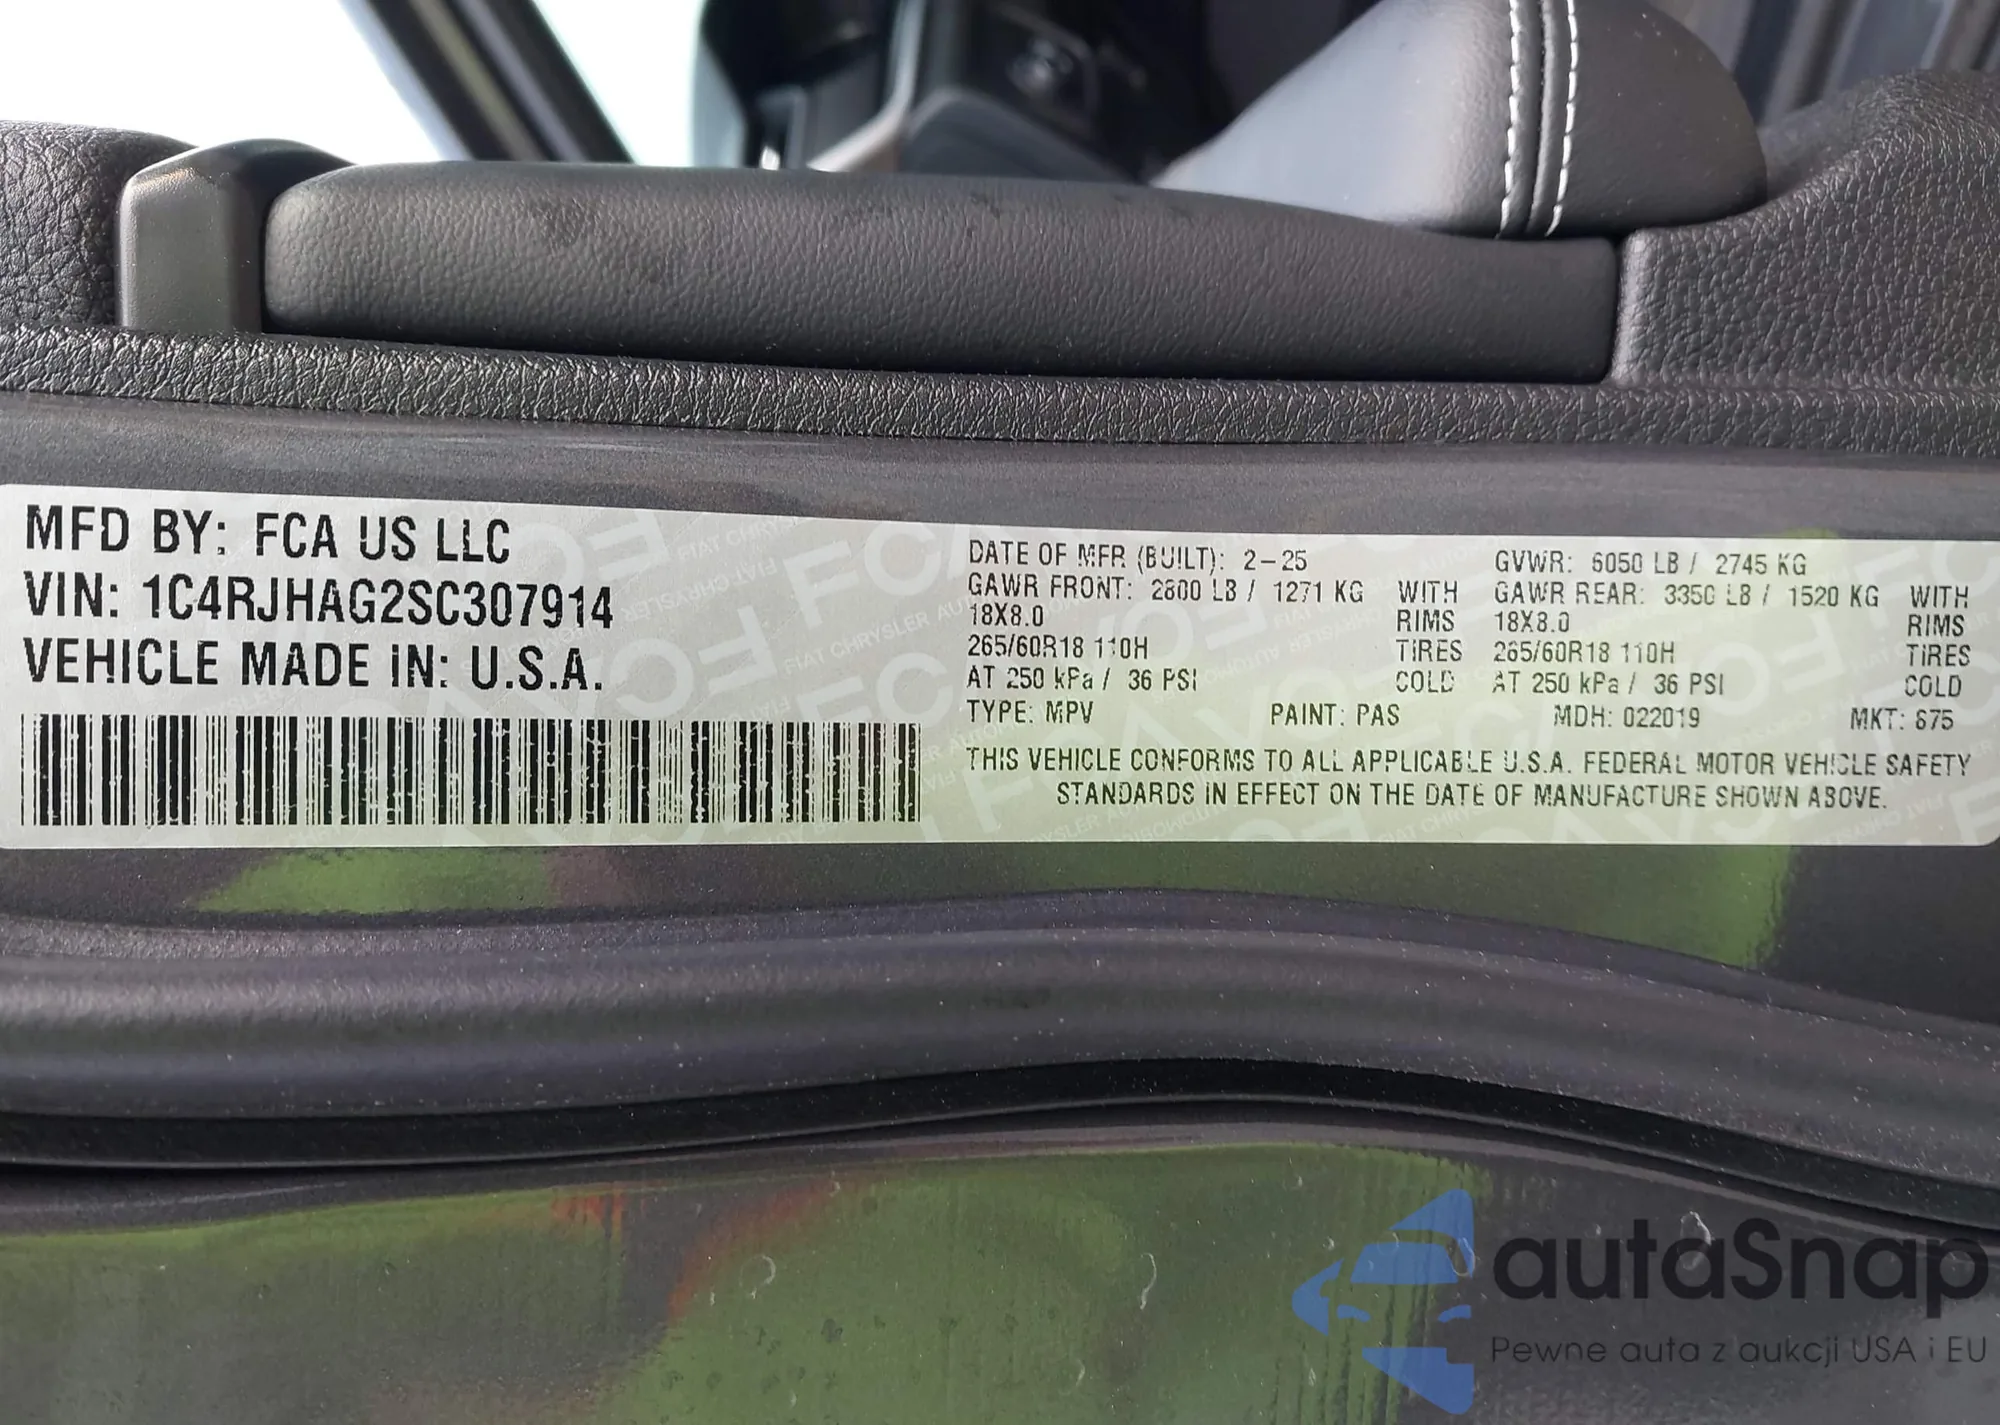 MFD BY: FCA US LLC
VIN: 1C4RJHAG2SC307914
VEHICLE MADE IN: U.S.A.
DATE OF MFR (BUILT): 2-25 GVWR: 6050 LB / 2745 KG
GAWR FRONT: 2800 LB / 1271 KG WITH GAWR REAR: 3350 LB / 1520 KG WITH
18X8.0 RIMS 18X8.0 RIMS
265/60R18 110H TIRES 265/60R18 110H TIRES
AT 250 kPa / 36 PSI COLD AT 250 kPa / 36 PSI COLD
TYPE: MPV PAINT: PAS MDH: 022019 MKT: 675
THIS VEHICLE CONFORMS TO ALL APPLICABLE U.S.A. FEDERAL MOTOR VEHICLE SAFETY
STANDARDS IN EFFECT ON THE DATE OF MANUFACTURE SHOWN ABOVE.
autaSnap
Pewne auta z aukcji USA i EU